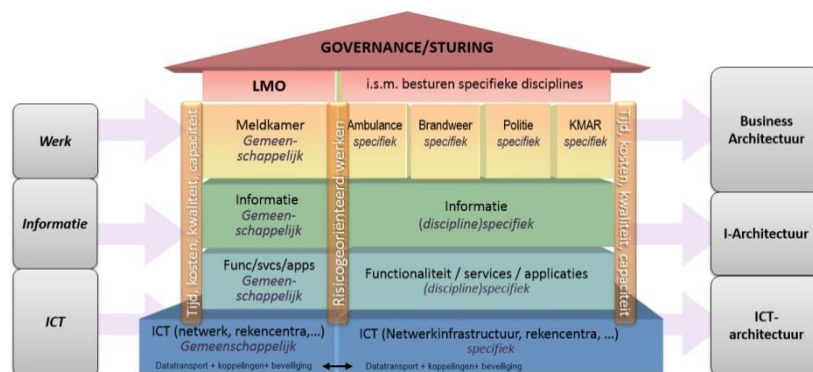 GOVERNANCE/STURING
LMO
i.s.m. besturen specifieke disciplines
Werk
Informatie
ICT
Tijd, kosten, kwaliteit, capaciteit
Meldkamer
Gemeen-
schappelijk
Risicogeoriënteerd werken
Ambulance
specifiek
Brandweer
specifiek
Politie
specifiek
KMAR
specifiek
Tijd, kosten, kwaliteit, capaciteit
Informatie
Gemeen-
schappelijk
Informatie
(discipline)specifiek
Func/svcs/apps
Gemeen-
schappelijk
Functionaliteit / services / applicaties
(discipline)specifiek
ICT (netwerk, rekencentra,...)
Gemeenschappelijk
ICT (Netwerkinfrastructuur, rekencentra, ...)
specifiek
Datatransport + koppelingen+ beveiliging
Datatransport + koppelingen+ beveiliging
Business
Architectuur
I-Architectuur
ICT-
architectuur